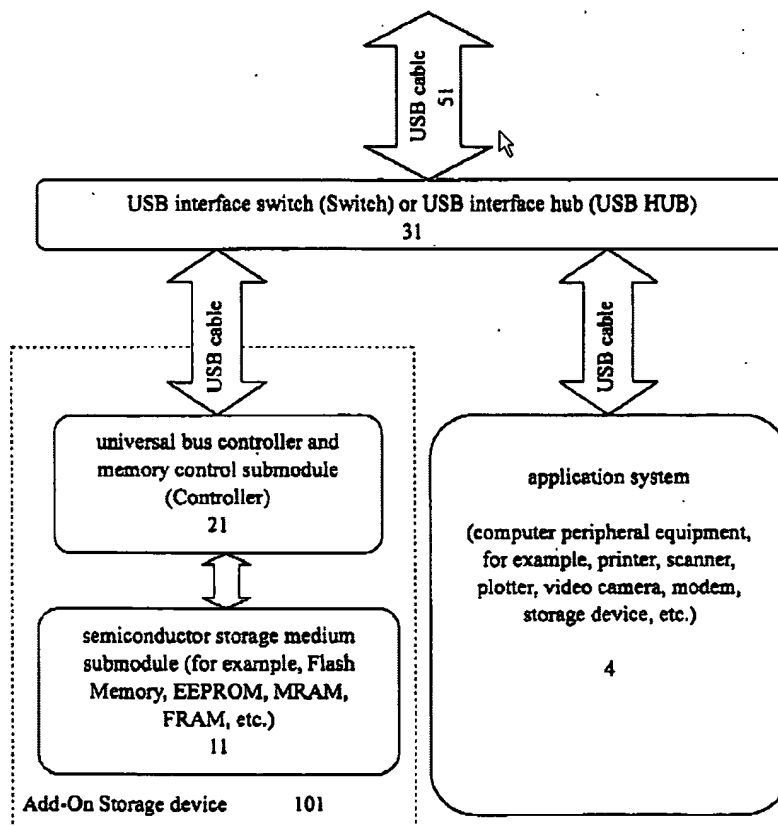 USB cable
51
USB interface switch (Switch) or USB interface hub (USB HUB)
31
USB cable
USB cable
universal bus controller and
memory control submodule
(Controller)
21
application system
(computer peripheral equipment,
for example, printer, scanner,
plotter, video camera, modem,
storage device, etc.)
4
semiconductor storage medium
submodule (for example, Flash
Memory, EEPROM, MRAM,
FRAM, etc.)
11
Add-On Storage device 101